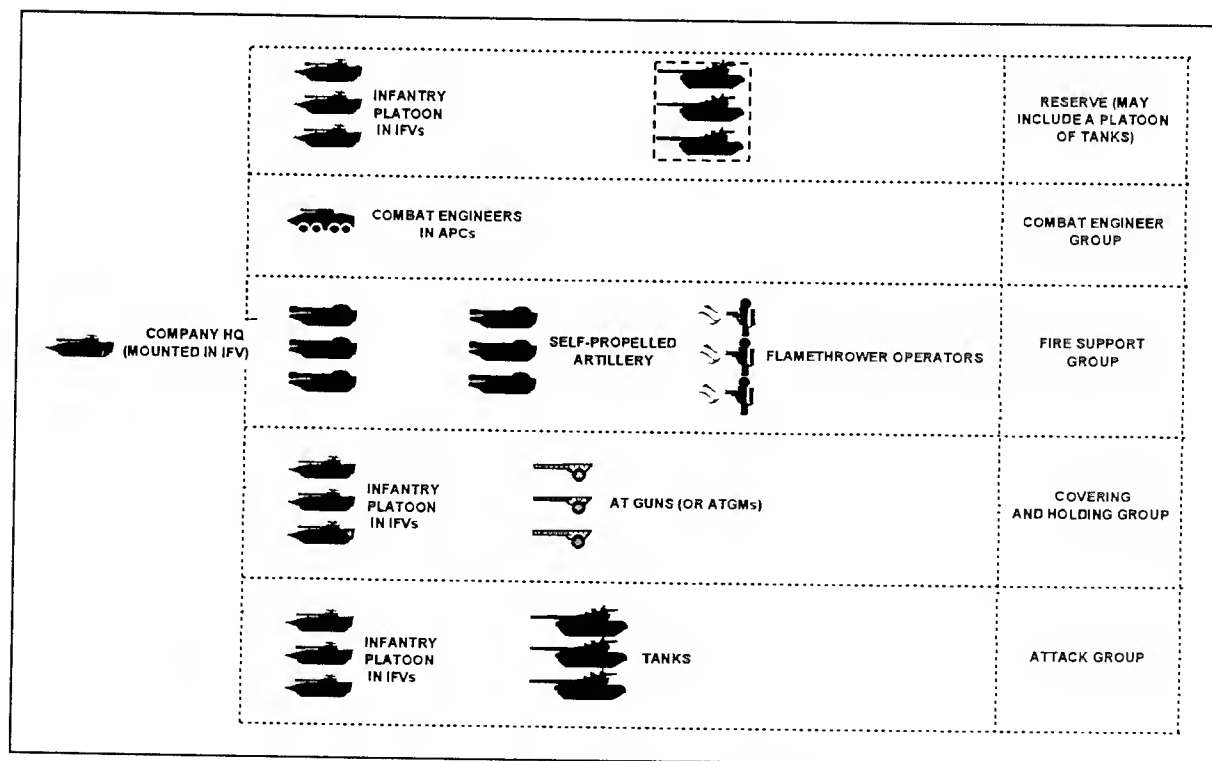 INFANTRY
PLATOON
IN IFVs
RESERVE (MAY
INCLUDE A PLATOON
OF TANKS)
COMBAT ENGINEERS
IN APCs
COMBAT ENGINEER
GROUP
COMPANY HQ
(MOUNTED IN IFV)
SELF-PROPELLED
ARTILLERY
FLAMETHROWER OPERATORS
FIRE SUPPORT
GROUP
INFANTRY
PLATOON
IN IFVs
AT GUNS (OR ATGMs)
COVERING
AND HOLDING GROUP
INFANTRY
PLATOON
IN IFVs
TANKS
ATTACK GROUP